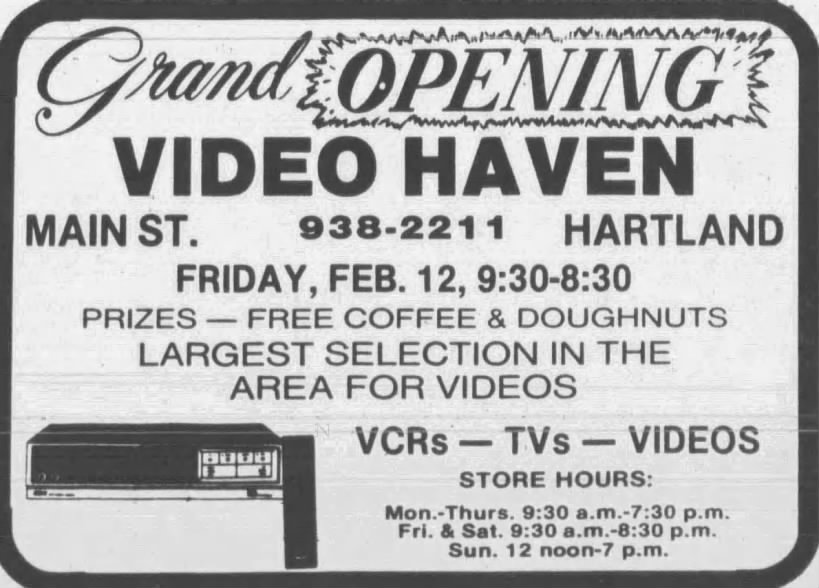 Grand OPENING
VIDEO HAVEN
MAIN ST. 938-2211 HARTLAND
FRIDAY, FEB. 12, 9:30-8:30
PRIZES — FREE COFFEE & DOUGHNUTS
LARGEST SELECTION IN THE
AREA FOR VIDEOS
VCRs — TVs — VIDEOS
STORE HOURS:
Mon.-Thurs. 9:30 a.m.-7:30 p.m.
Fri. & Sat. 9:30 a.m.-8:30 p.m.
Sun. 12 noon-7 p.m.